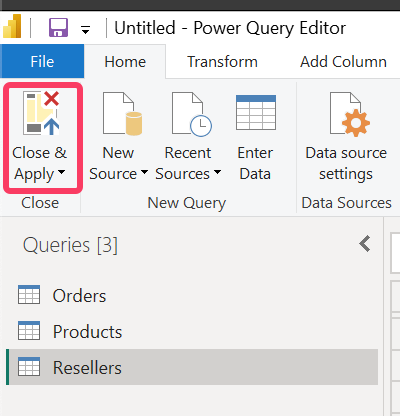 Untitled - Power Query Editor
File Home Transform Add Column
Close & New Recent Enter Data source
Apply Source Sources Data settings
Close New Query Data Sources
Queries [3]
Orders
Products
Resellers